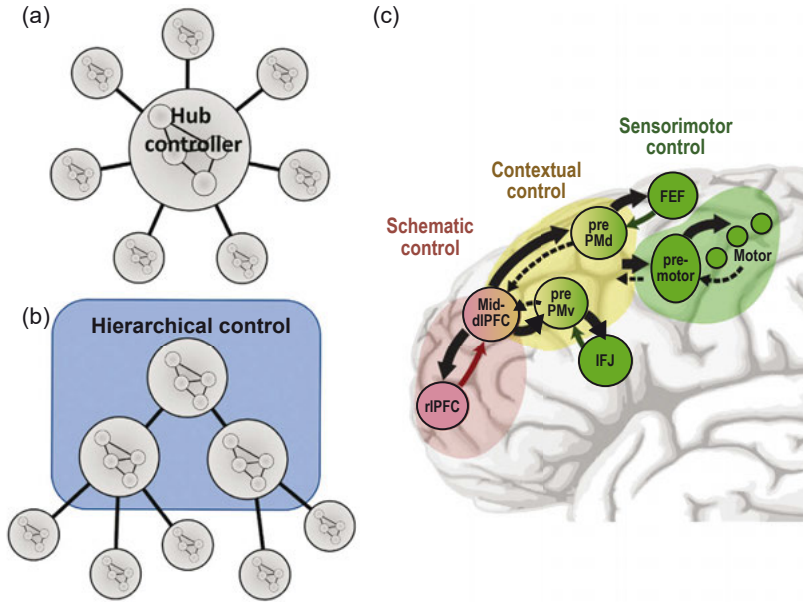 (a)
Hub
controller
(b)
Hierarchical control
(c)
Sensorimotor
control
Contextual
control
Schematic
control
FEF
pre
PMd
pre-
motor
Motor
Mid-
dlPFC
pre
PMv
IFJ
rlPFC